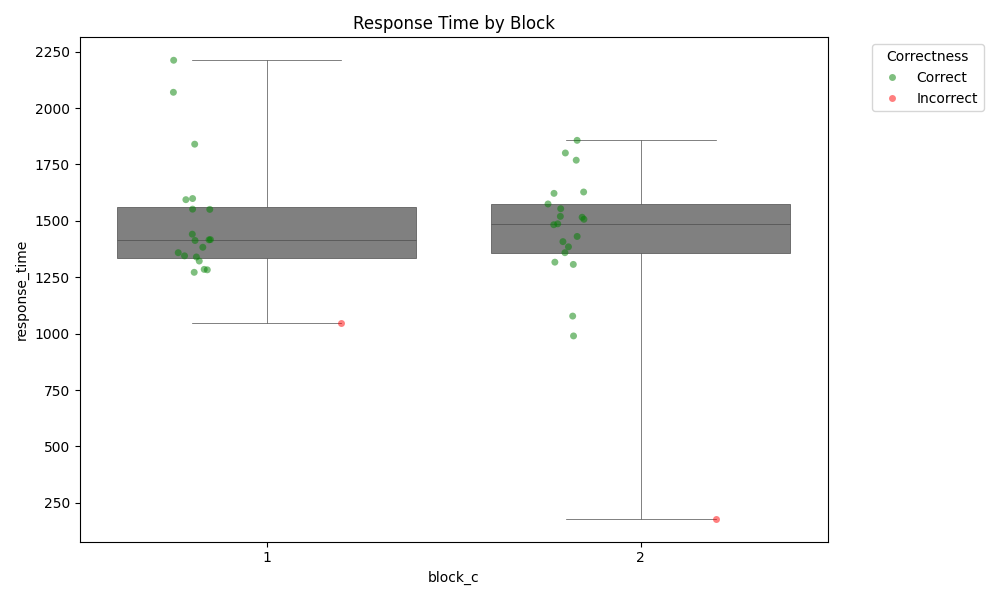 Response Time by Block
Correctness
Correct
Incorrect
2250
2000
1750
1500
1250
1000
750
500
250
response_time
1
2
block_c